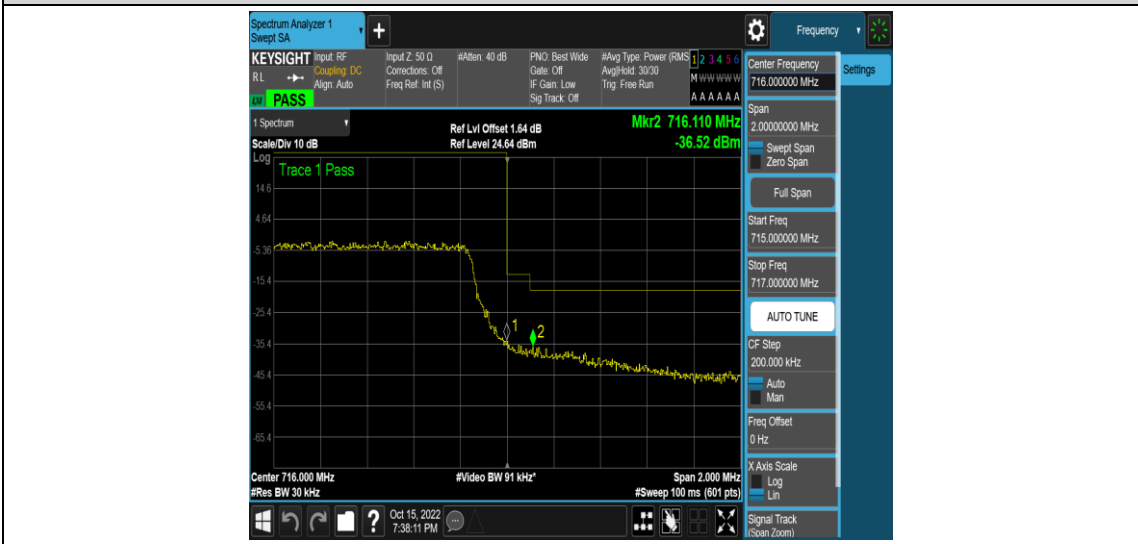 Spectrum Analyzer 1
Swept SA
+
Frequency
KEYSIGHT
RL
PASS
Input: RF
Coupling: DC
Align: Auto
Input Z: 50 Ω
Corrections: Off
Freq Ref: Int (S)
#Atten: 40 dB
PNO: Best Wide
Gate: Off
IF Gain: Low
Sig Track: Off
#Avg Type: Power (RMS
Avg|Hold: 30/30
Trig: Free Run
1 2 3 4 5 6
M W W W W W
A A A A A A
1 Spectrum
Scale/Div 10 dB
Ref Lvl Offset 1.64 dB
Ref Level 24.64 dBm
Mkr2 716.110 MHz
-36.52 dBm
Log
Trace 1 Pass
14.6
4.64
-5.36
-15.4
-25.4
-35.4
-45.4
-55.4
-65.4
1
2
Center 716.000 MHz
#Res BW 30 kHz
#Video BW 91 kHz*
Span 2.000 MHz
#Sweep 100 ms (601 pts)
Center Frequency
716.000000 MHz
Settings
Span
2.00000000 MHz
Swept Span
Zero Span
Full Span
Start Freq
715.000000 MHz
Stop Freq
717.000000 MHz
AUTO TUNE
CF Step
200.000 kHz
Auto
Man
Freq Offset
0 Hz
X Axis Scale
Log
Lin
Signal Track
(Span Zoom)
?
Oct 15, 2022
7:38:11 PM